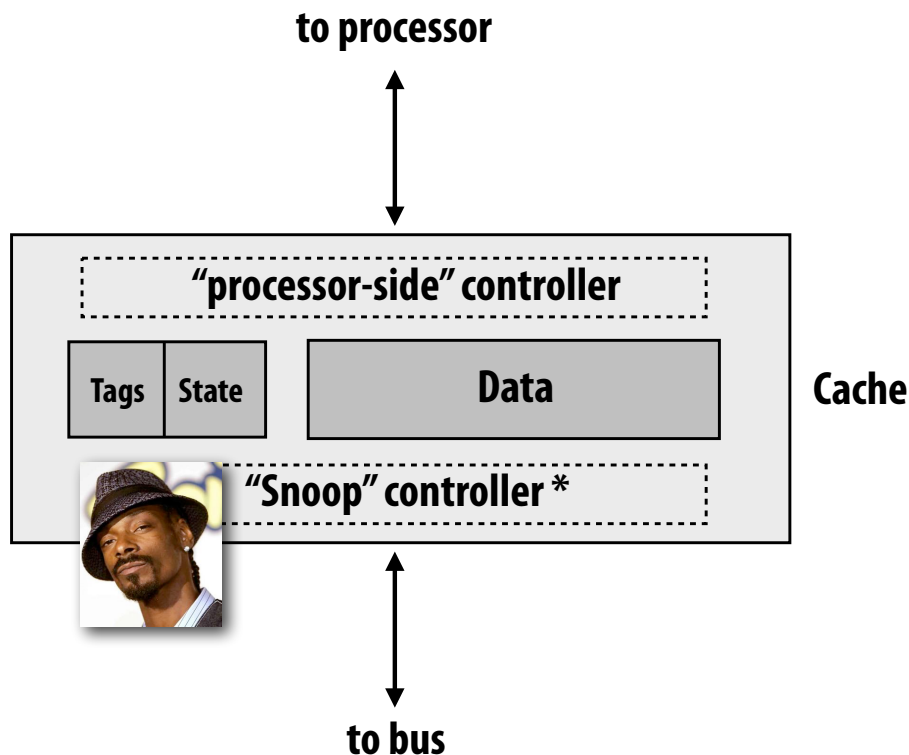 to processor
“processor-side” controller
Tags State Data
Cache
“Snoop” controller *
to bus